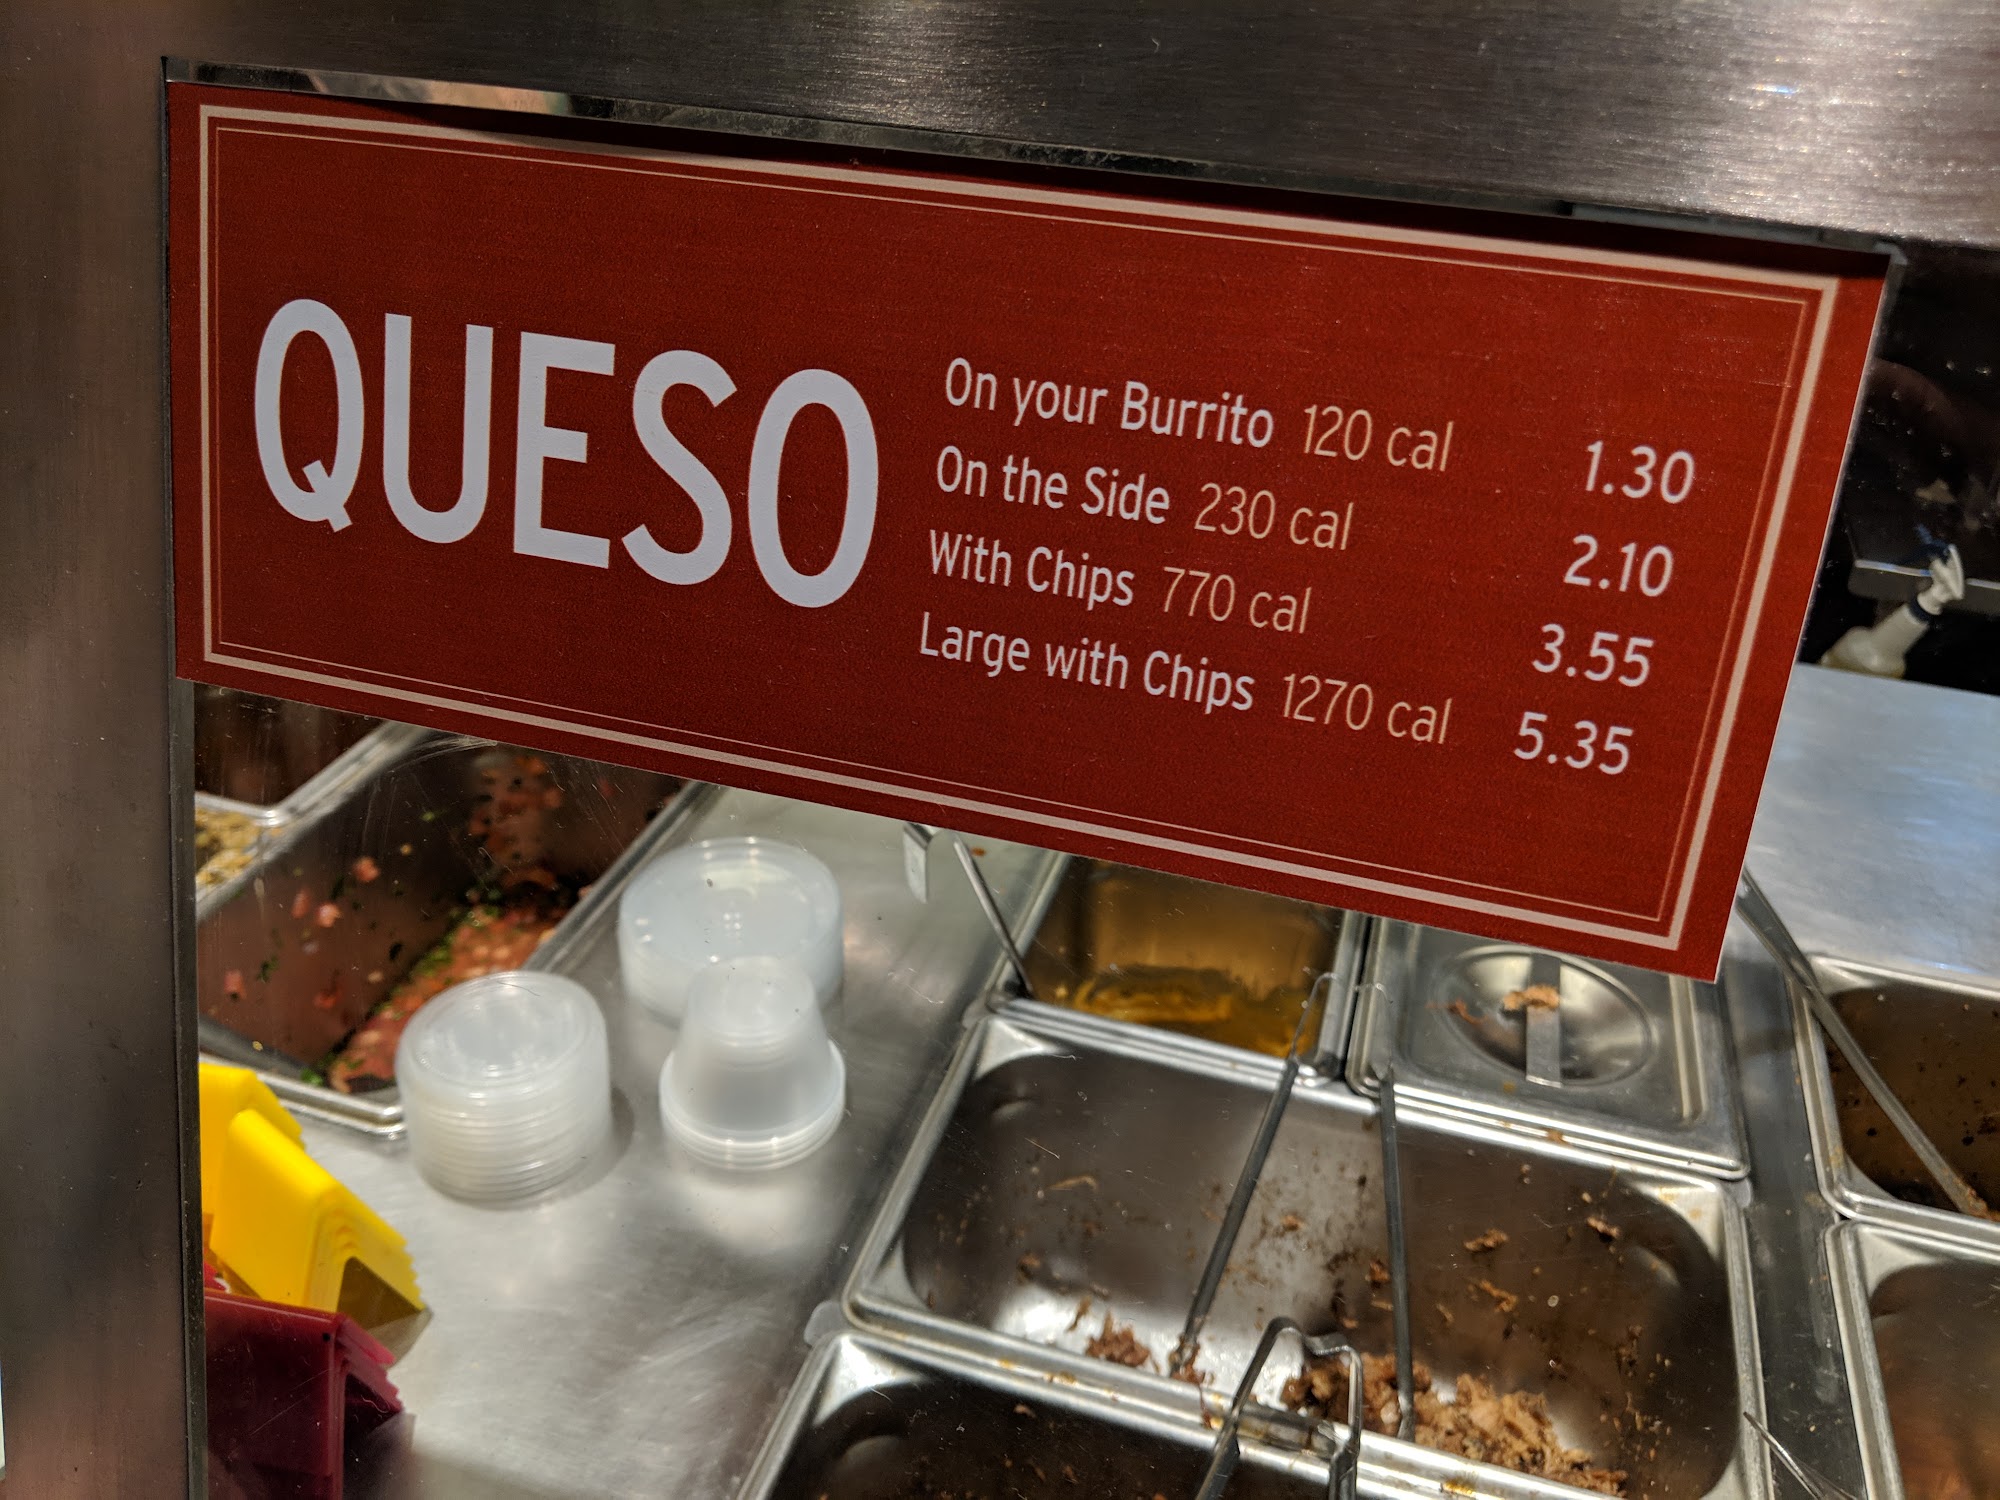 QUESO
On your Burrito 120 cal 1.30
On the Side 230 cal 2.10
With Chips 770 cal 3.55
Large with Chips 1270 cal 5.35